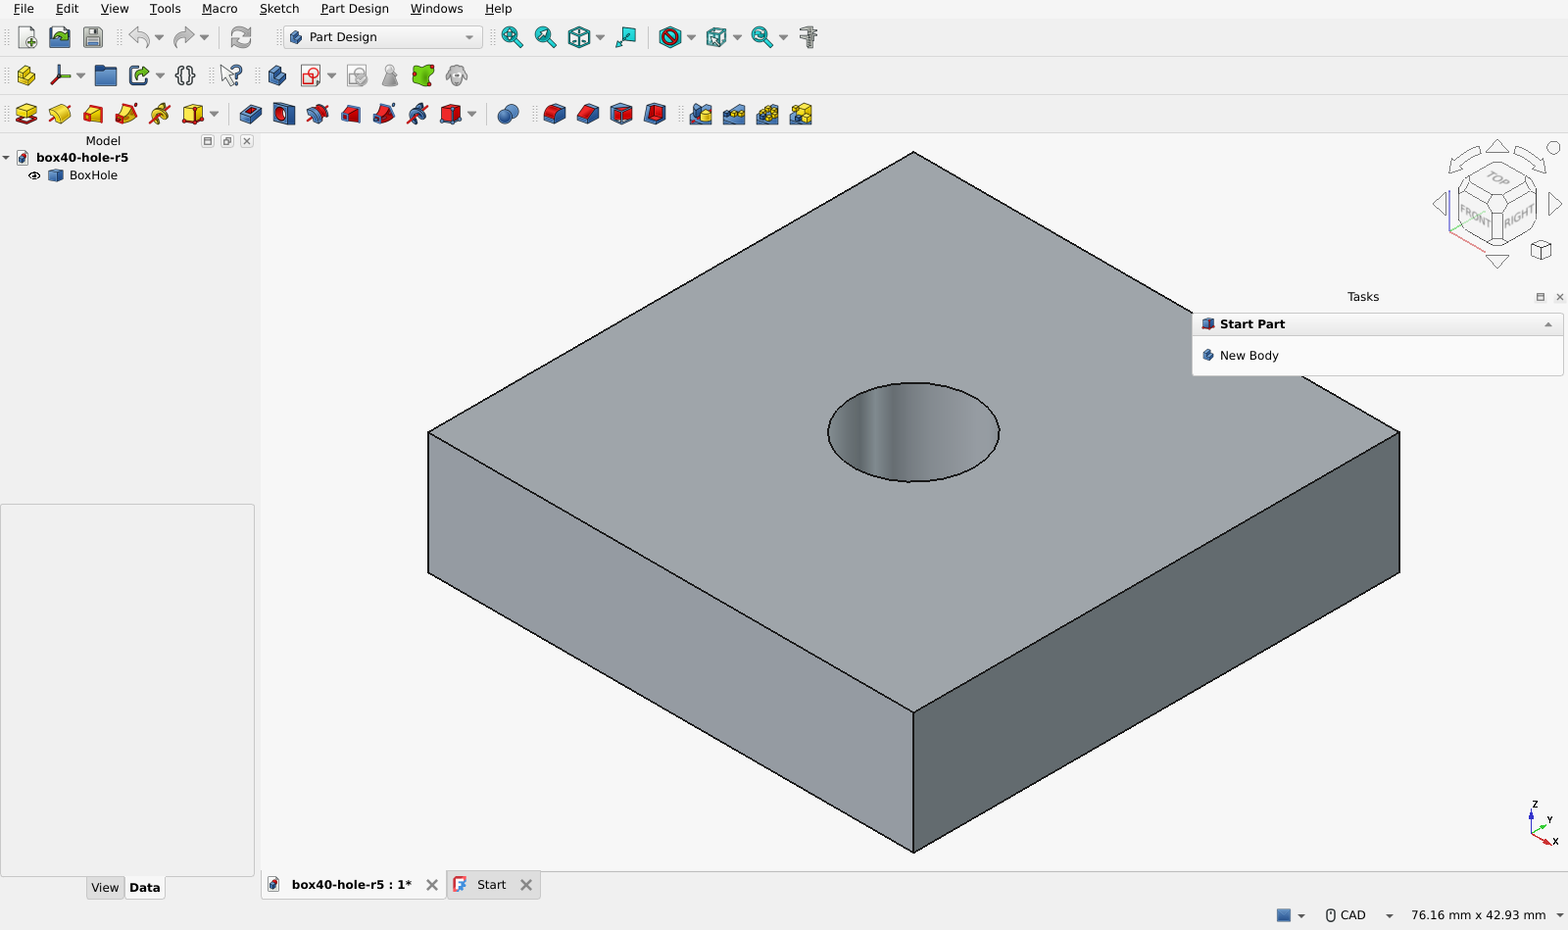 File Edit View Tools Macro Sketch Part Design Windows Help
Part Design
Model
box40-hole-r5
BoxHole
TOP
FRONT
RIGHT
Tasks
Start Part
New Body
Z
Y
X
View Data
box40-hole-r5 : 1* Start
CAD 76.16 mm x 42.93 mm